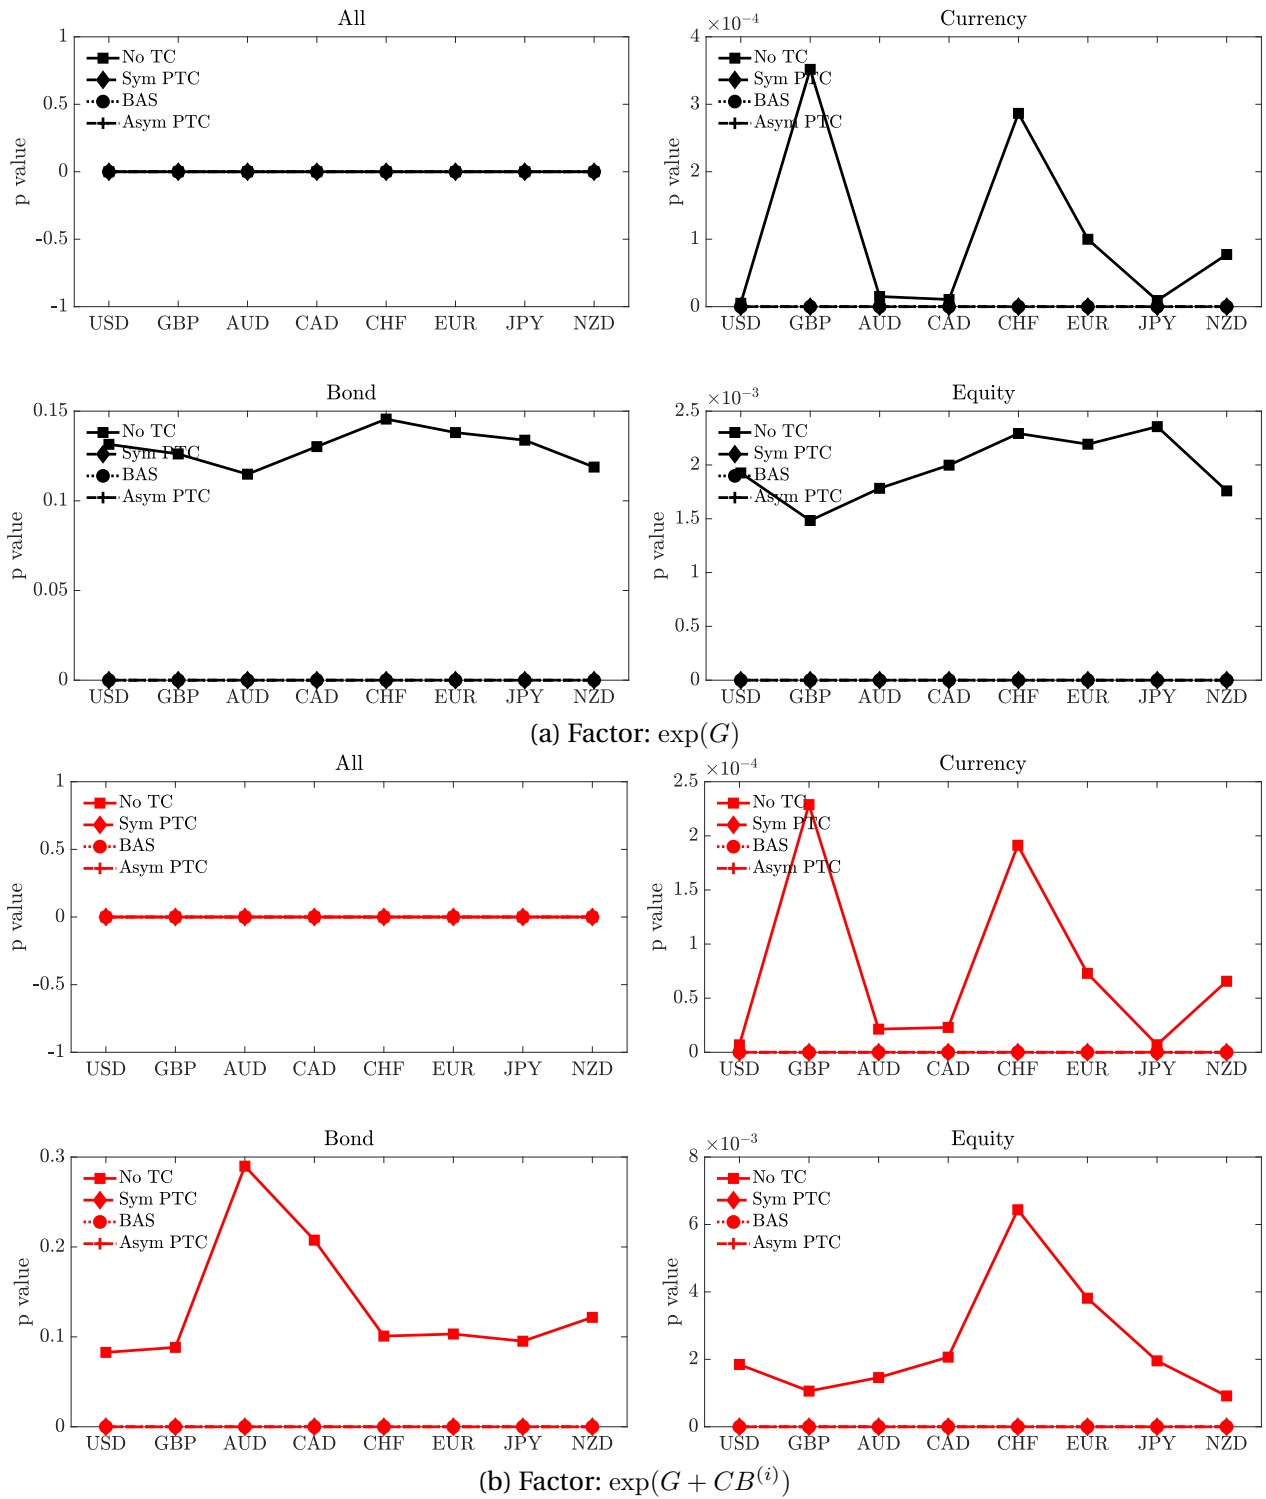 All
1
0.5
0
-0.5
-1
p value
No TC
Sym PTC
BAS
Asym PTC
USD GBP AUD CAD CHF EUR JPY NZD
Currency
×10⁻⁴
4
3
2
1
0
p value
No TC
Sym PTC
BAS
Asym PTC
USD GBP AUD CAD CHF EUR JPY NZD
Bond
0.15
0.1
0.05
0
p value
No TC
Sym PTC
BAS
Asym PTC
USD GBP AUD CAD CHF EUR JPY NZD
Equity
×10⁻³
2.5
2
1.5
1
0.5
0
p value
No TC
Sym PTC
BAS
Asym PTC
USD GBP AUD CAD CHF EUR JPY NZD
(a) Factor: exp(G)
All
1
0.5
0
-0.5
-1
p value
No TC
Sym PTC
BAS
Asym PTC
USD GBP AUD CAD CHF EUR JPY NZD
Currency
×10⁻⁴
2.5
2
1.5
1
0.5
0
p value
No TC
Sym PTC
BAS
Asym PTC
USD GBP AUD CAD CHF EUR JPY NZD
Bond
0.3
0.2
0.1
0
p value
No TC
Sym PTC
BAS
Asym PTC
USD GBP AUD CAD CHF EUR JPY NZD
Equity
×10⁻³
8
6
4
2
0
p value
No TC
Sym PTC
BAS
Asym PTC
USD GBP AUD CAD CHF EUR JPY NZD
(b) Factor: exp(G + CB⁽ⁱ⁾)